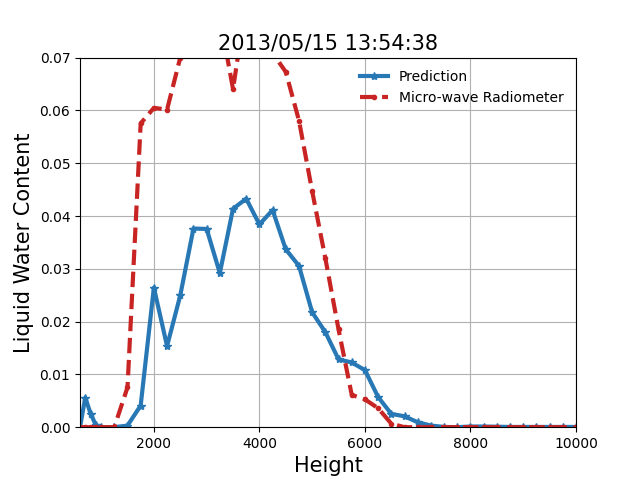 2013/05/15 13:54:38
0.07
0.06
0.05
0.04
0.03
0.02
0.01
0.00
Liquid Water Content
Prediction
Micro-wave Radiometer
2000 4000 6000 8000 10000
Height